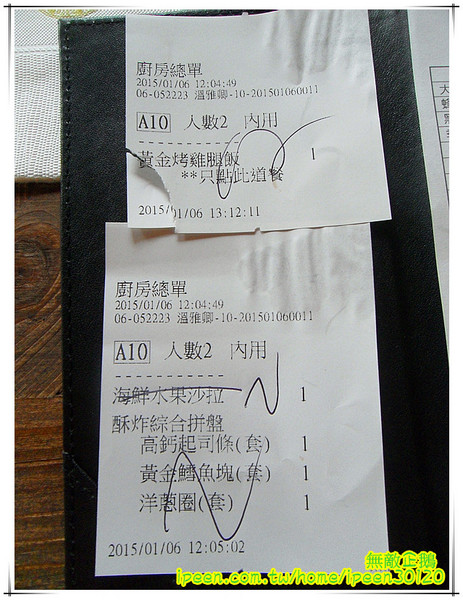 廚房總單
2015/01/06 12:04:49
06-052223 溫雅卿-10-201501060011
A10 人數2 內用
黃金烤雞腿飯 1
**只點此道餐
2015/01/06 13:12:11
廚房總單
2015/01/06 12:04:49
06-052223 溫雅卿-10-201501060011
A10 人數2 內用
海鮮水果沙拉 1
酥炸綜合拼盤
高鈣起司條(套) 1
黃金鱈魚塊(套) 1
洋蔥圈(套) 1
2015/01/06 12:05:02
無敵企鵝
ipeen.com.tw/home/ipeen30120